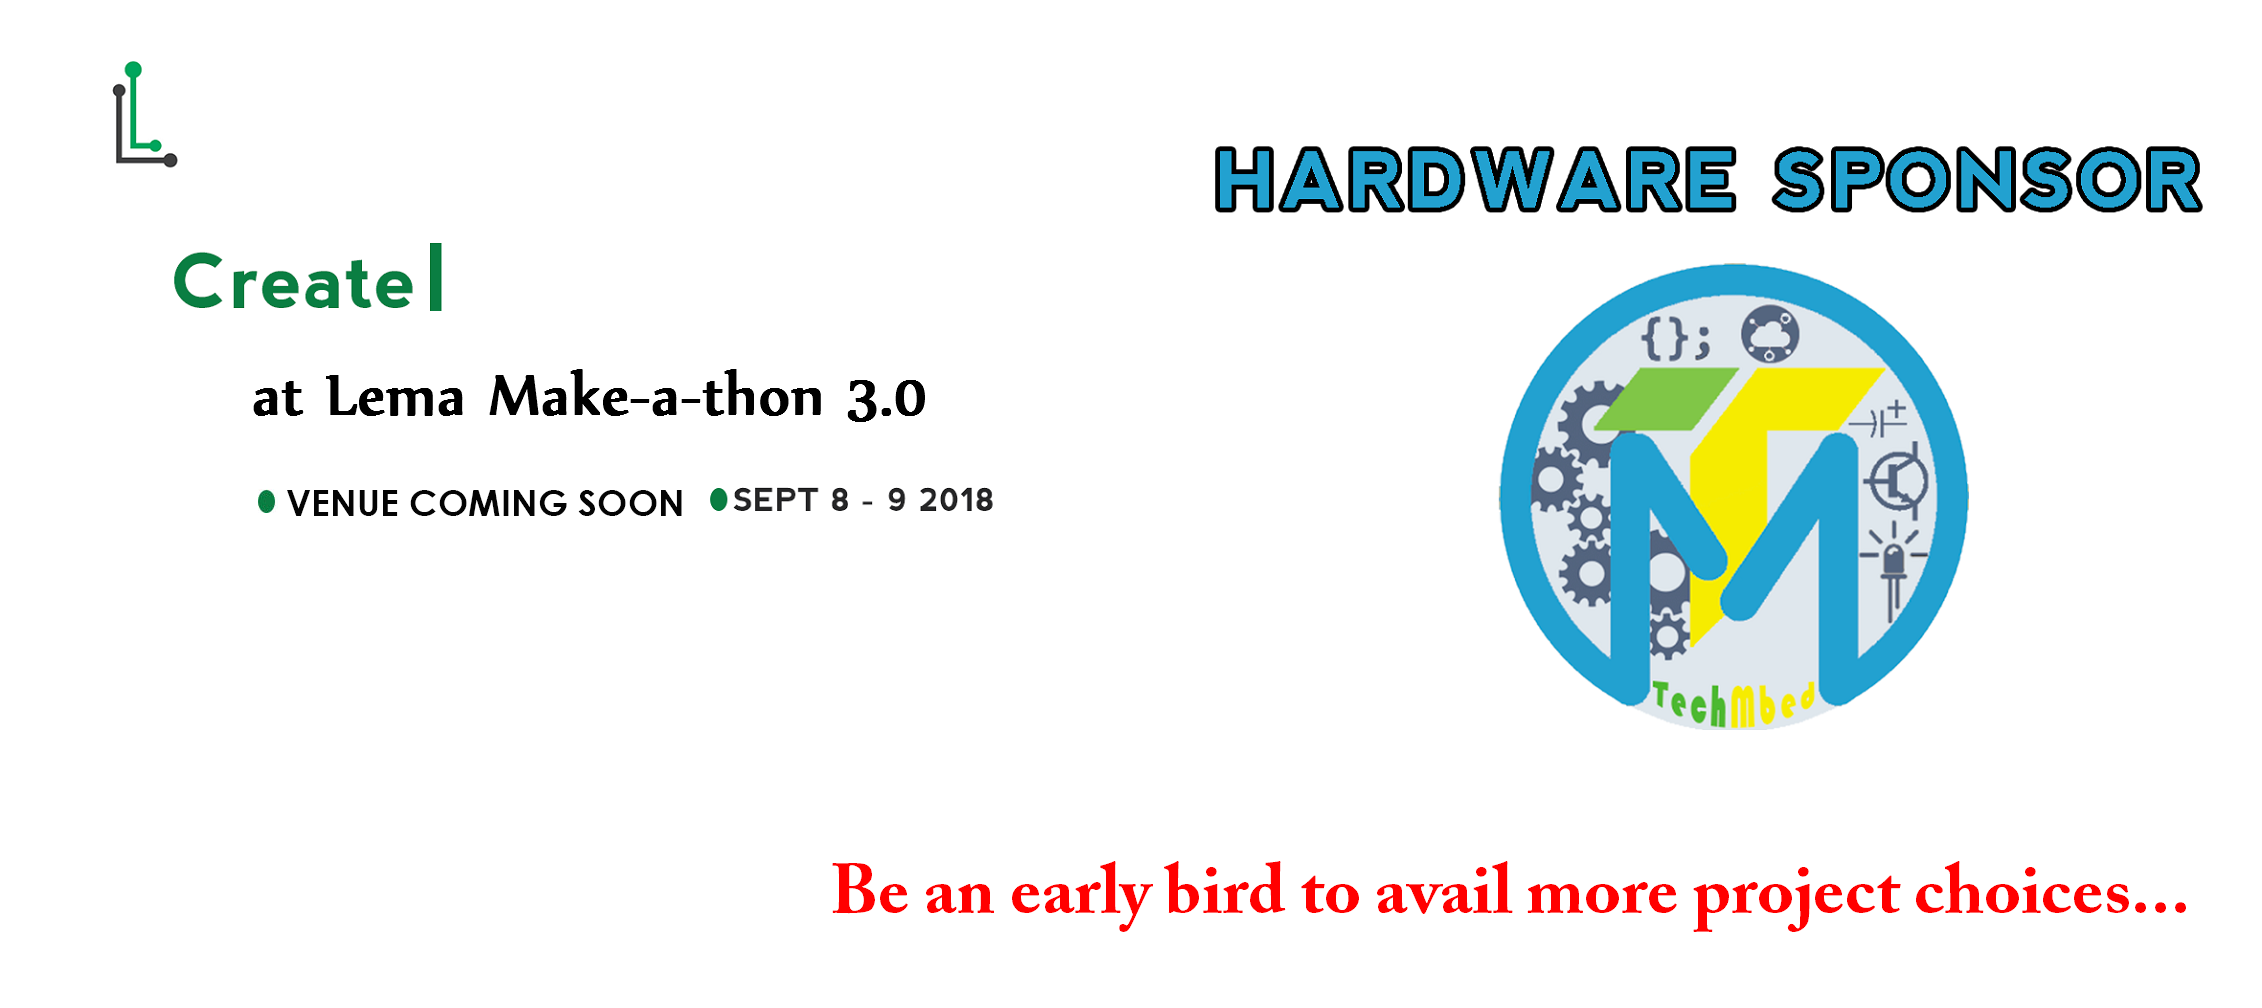 Create|
at Lema Make-a-thon 3.0
VENUE COMING SOON
SEPT 8 - 9 2018
HARDWARE SPONSOR
{};
TechMbed
Be an early bird to avail more project choices...